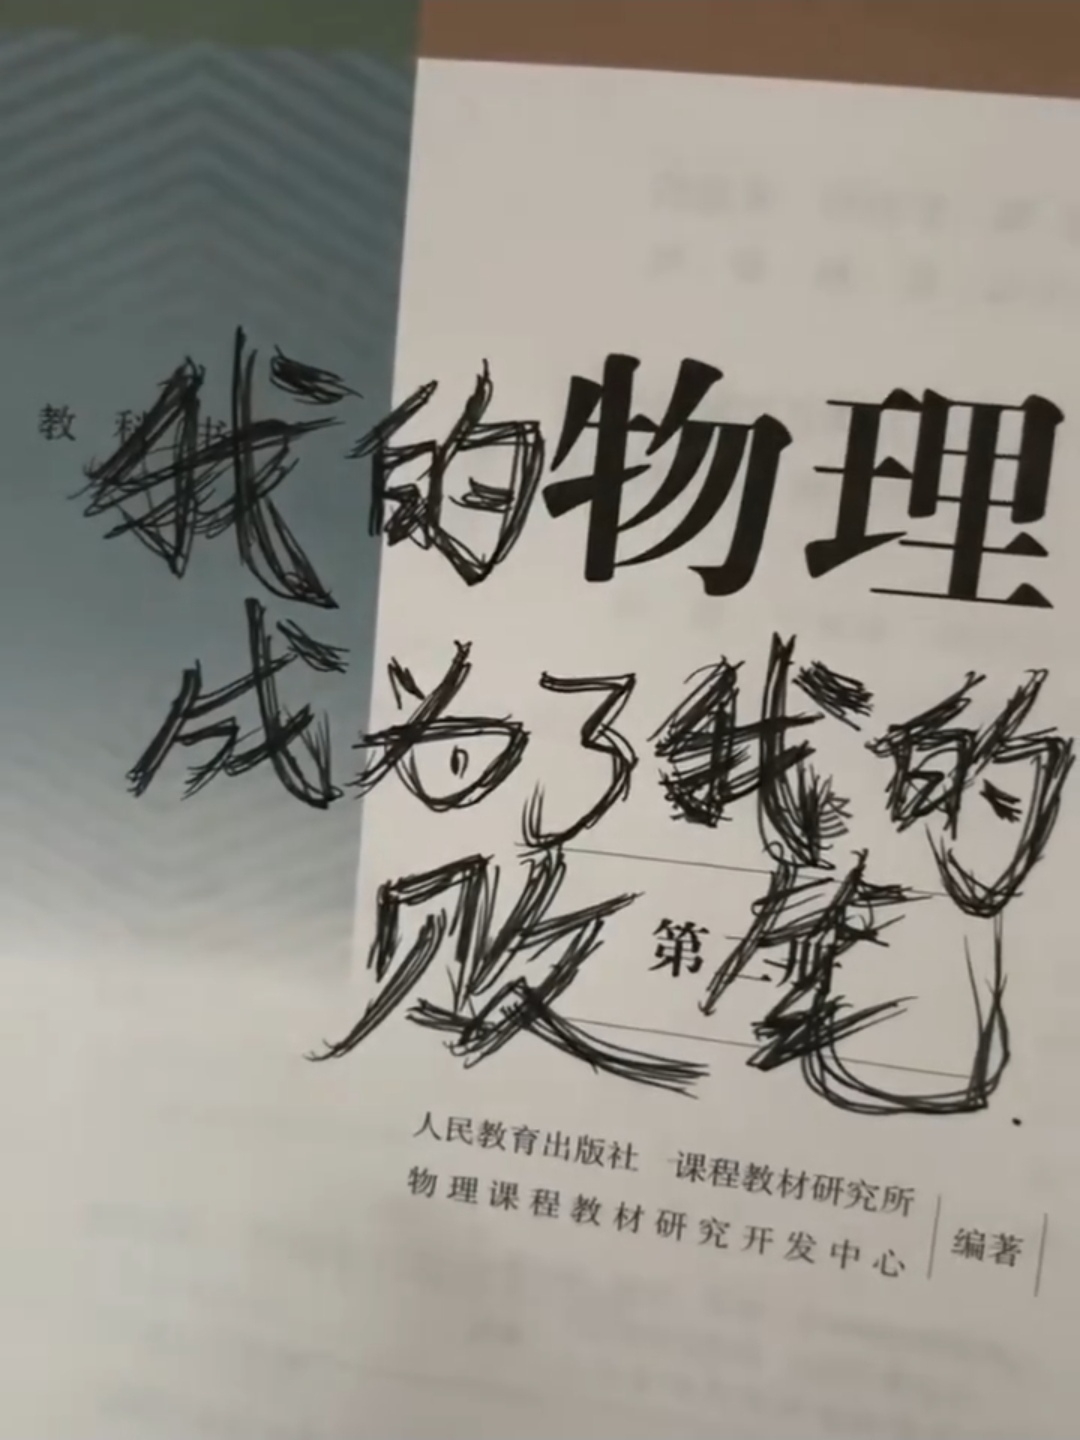 教科书
我的物理
成为了我的
败笔
第二册
人民教育出版社 课程教材研究所
物理课程教材研究开发中心
编著